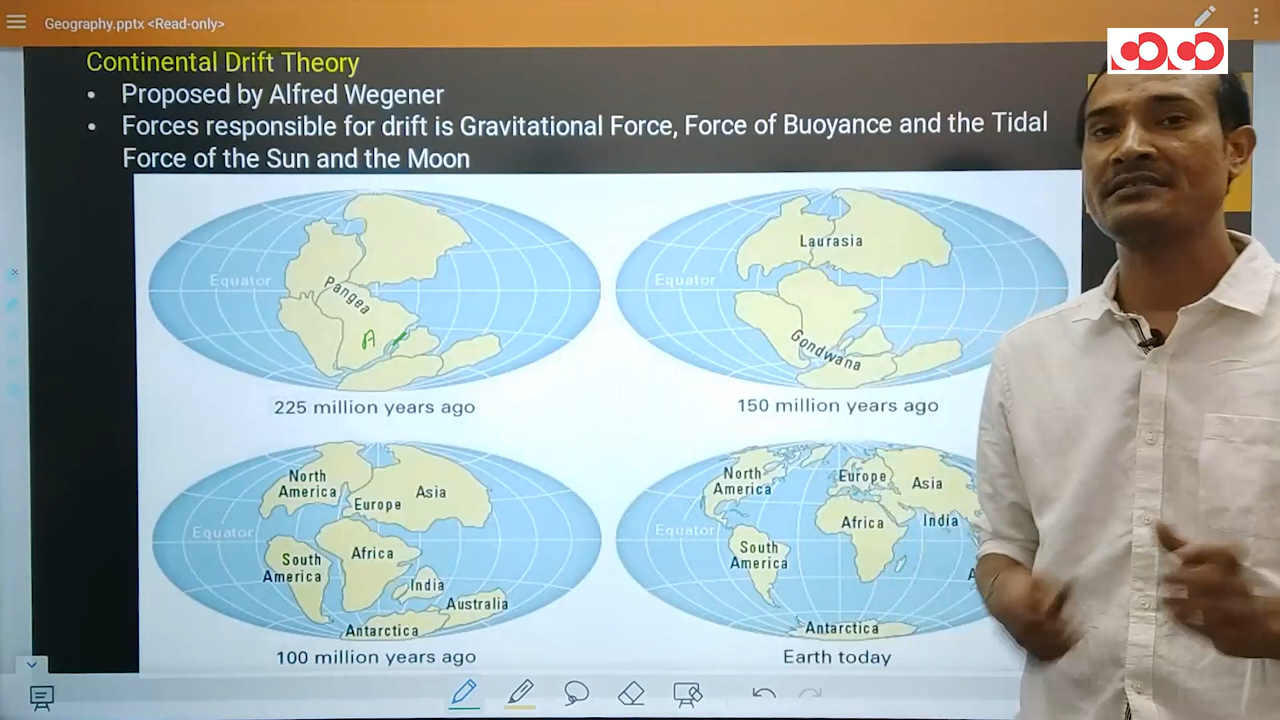 Geography.pptx <Read-only>
Continental Drift Theory
• Proposed by Alfred Wegener
• Forces responsible for drift is Gravitational Force, Force of Buoyance and the Tidal
Force of the Sun and the Moon
Equator
Pangea
A
225 million years ago
Laurasia
Equator
Gondwana
150 million years ago
North
America
Europe
Asia
Equator
South
America
Africa
India
Australia
Antarctica
100 million years ago
North
America
Europe
Asia
Equator
Africa
India
South
America
A
Antarctica
Earth today